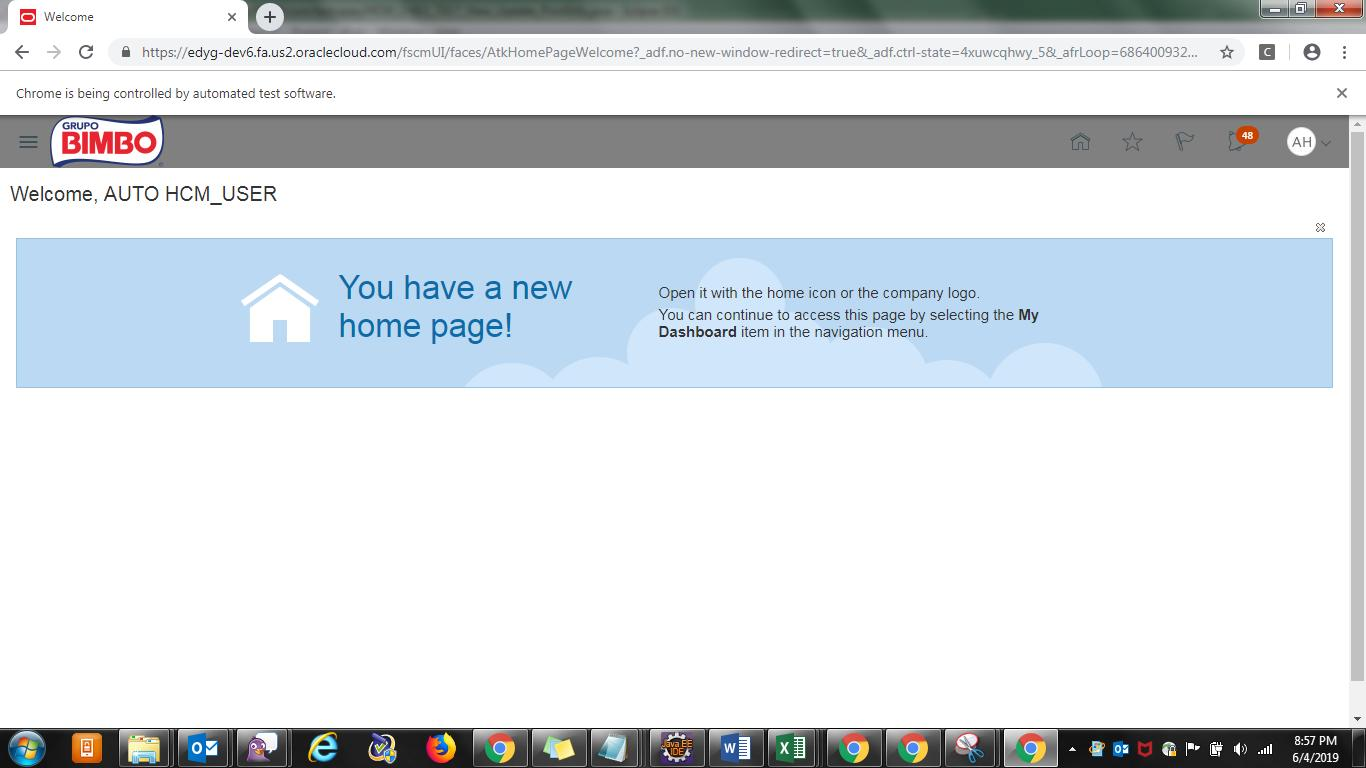 Welcome
https://edyg-dev6.fa.us2.oraclecloud.com/fscmUI/faces/AtkHomePageWelcome?_adf.no-new-window-redirect=true&_adf.ctrl-state=4xuwcqhwy_5&_afrLoop=686400932...
C
Chrome is being controlled by automated test software.
GRUPO
BIMBO
48
AH
Welcome, AUTO HCM_USER
You have a new
home page!
Open it with the home icon or the company logo.
You can continue to access this page by selecting the My
Dashboard item in the navigation menu.
Java EE
IDE
8:57 PM
6/4/2019